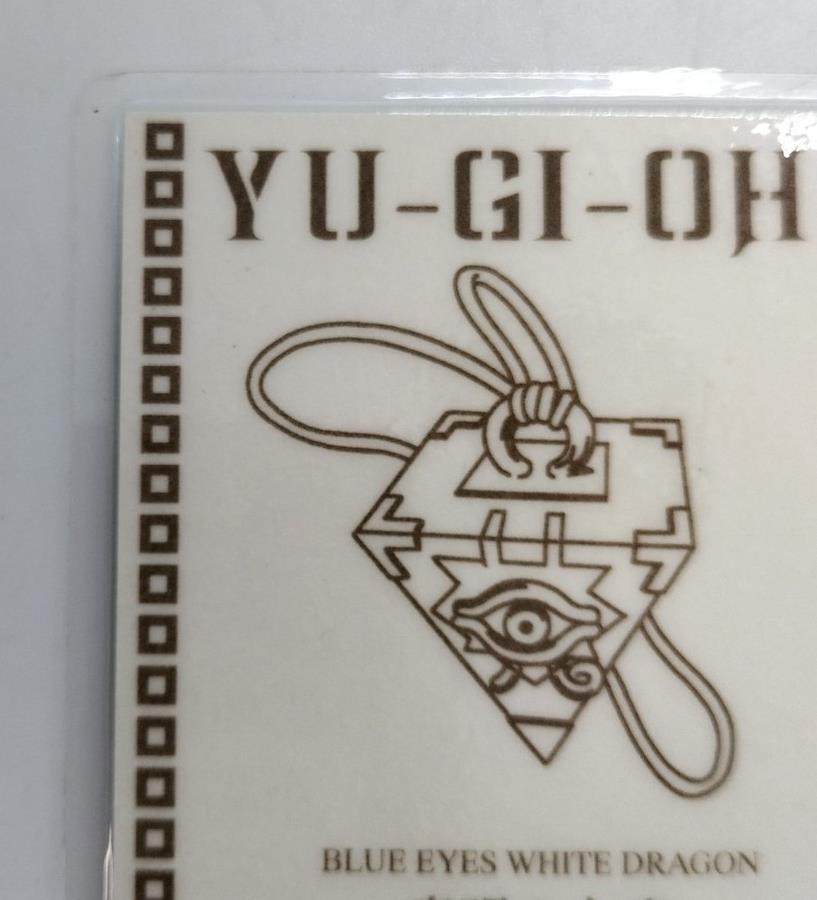 YU-GI-OH
BLUE EYES WHITE DRAGON